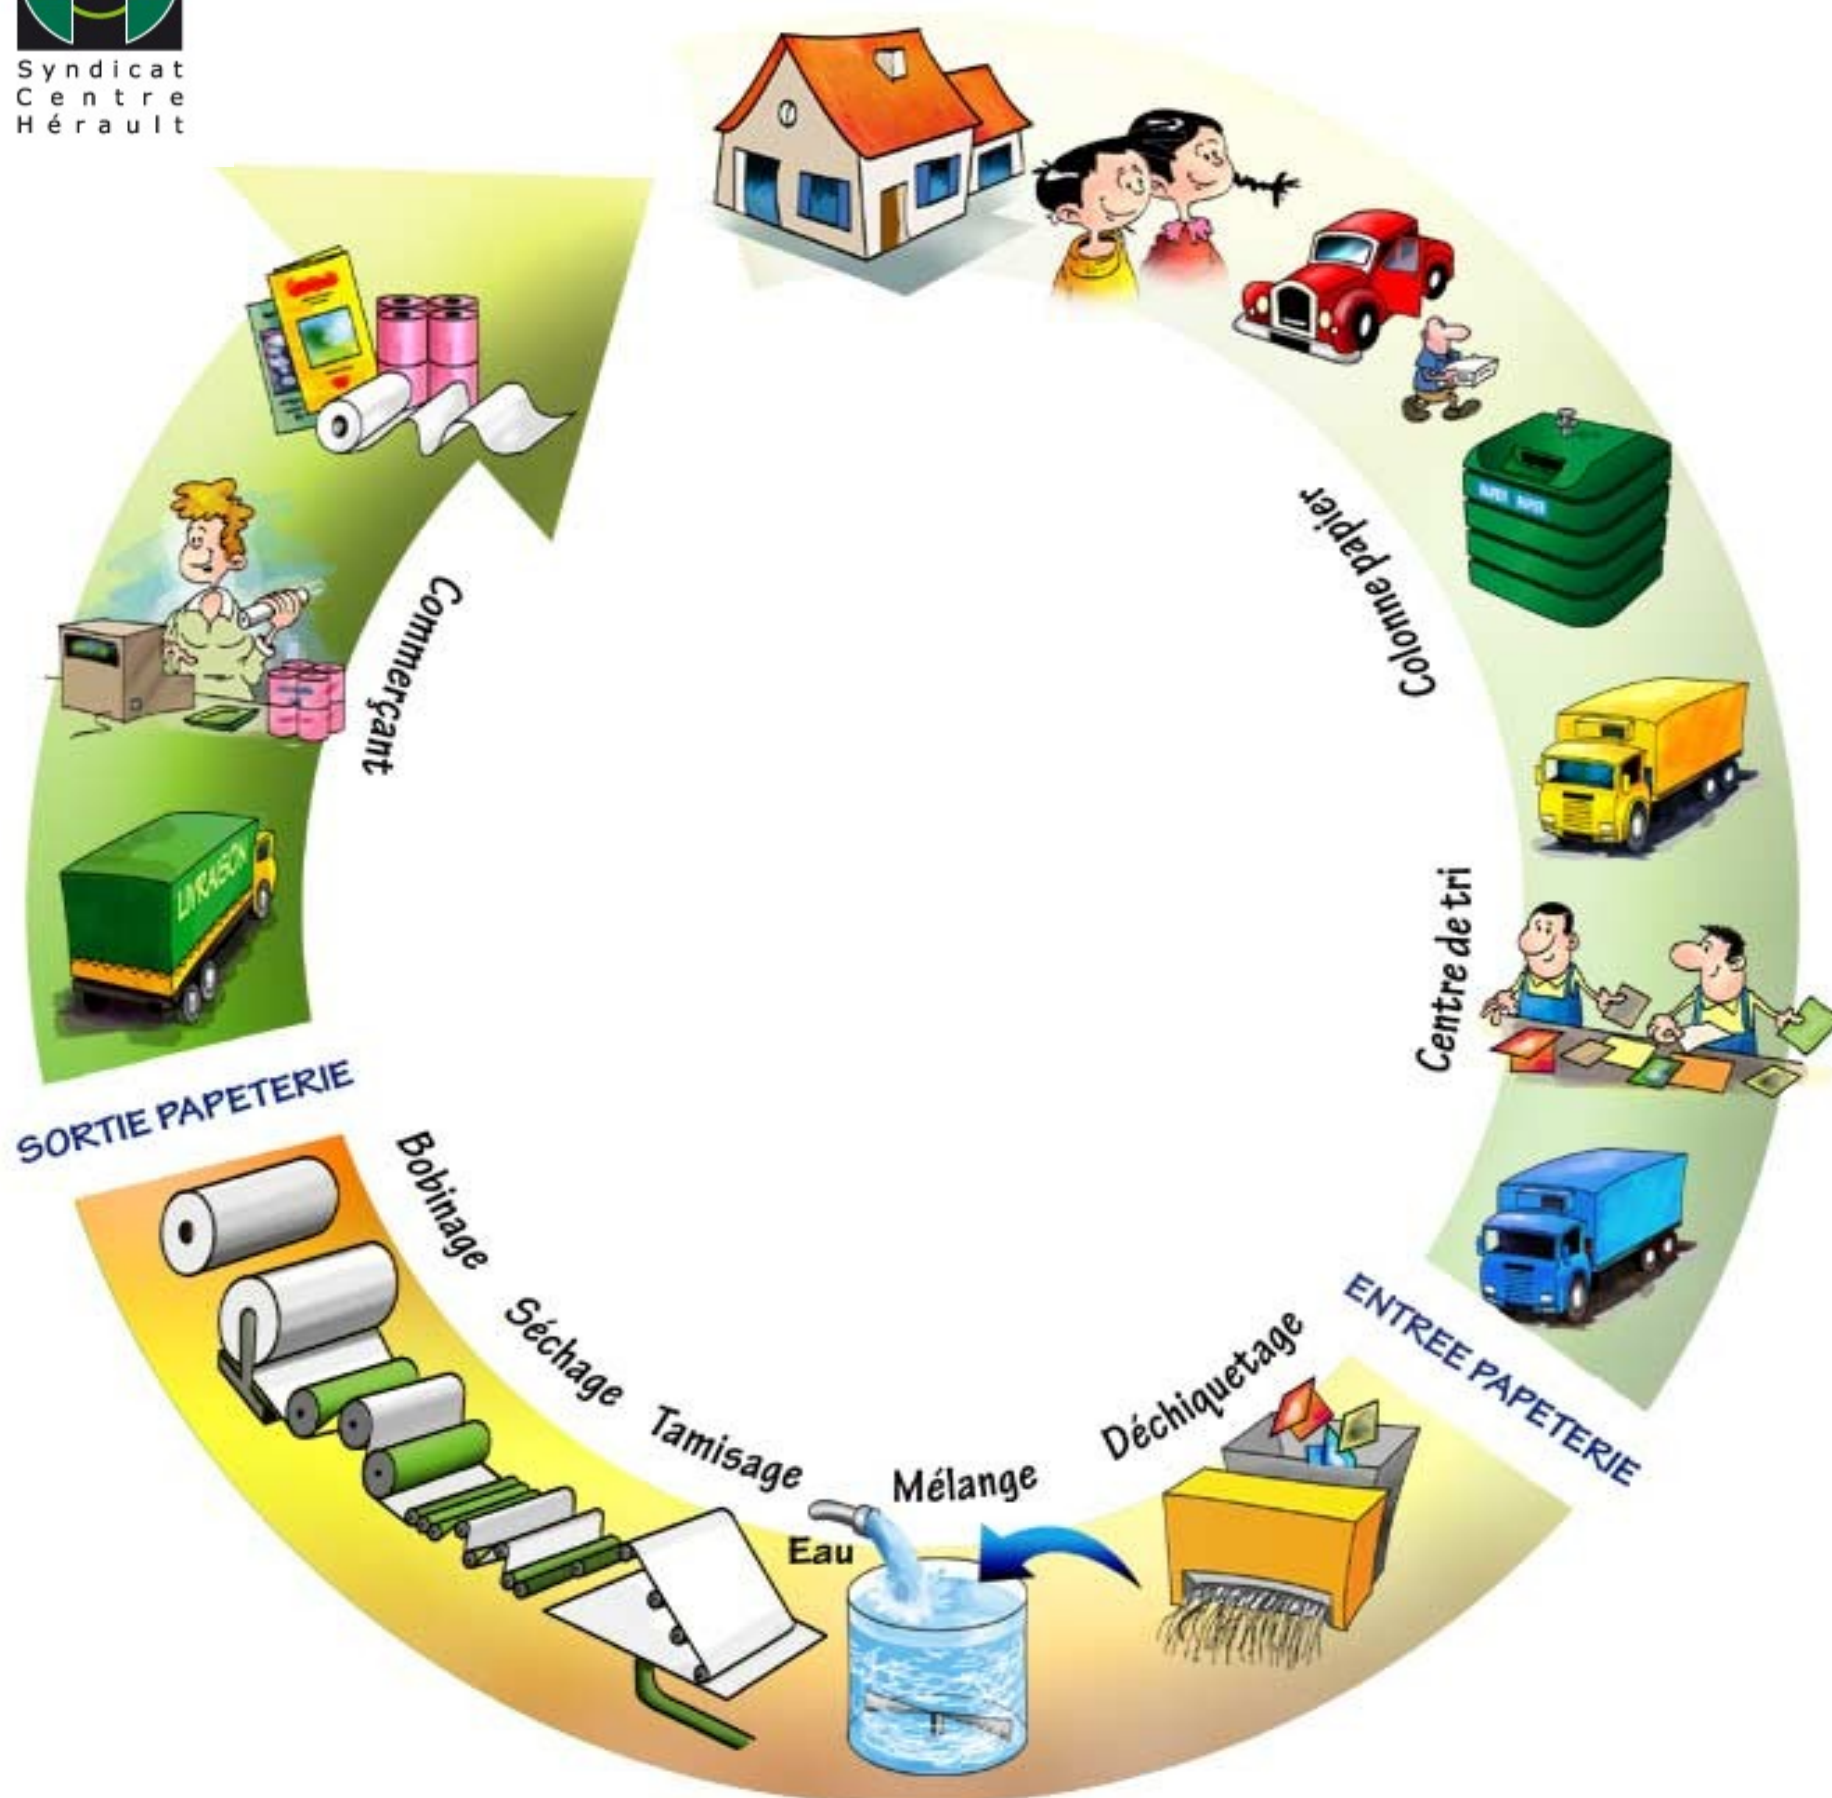 Syndicat
Centre
Hérault
Colonne papier
Centre de tri
ENTREE PAPETERIE
Déchiquetage
Mélange
Eau
Tamisage
Séchage
Bobinage
SORTIE PAPETERIE
LIVRAISON
Commerçant